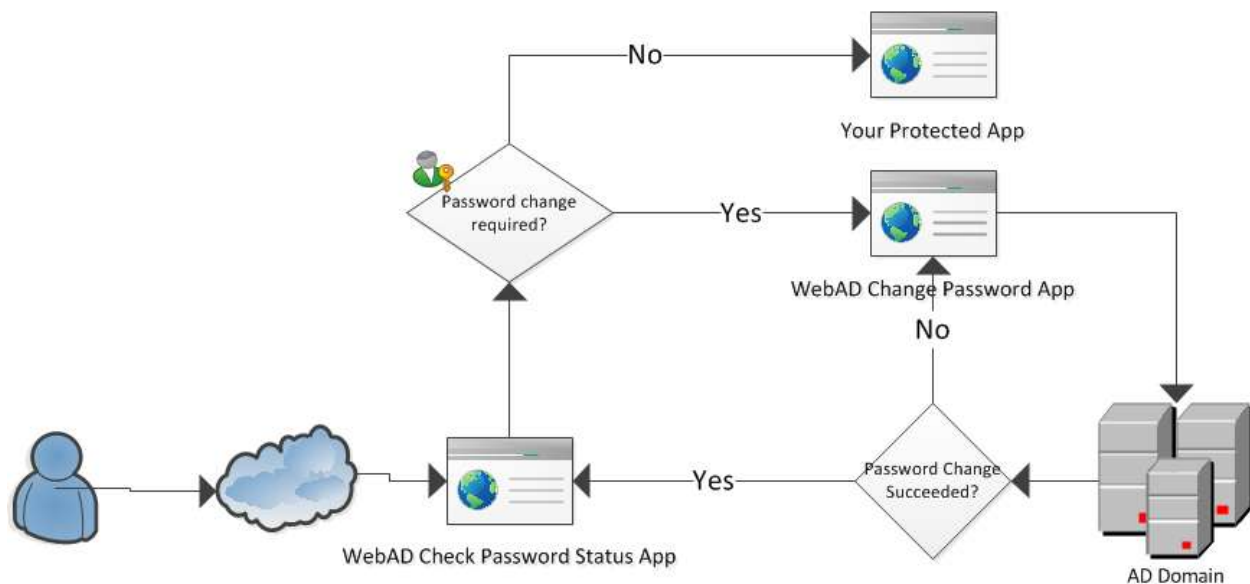 No
Your Protected App
Password change
required?
Yes
WebAD Change Password App
No
Password Change
Succeeded?
Yes
WebAD Check Password Status App
AD Domain